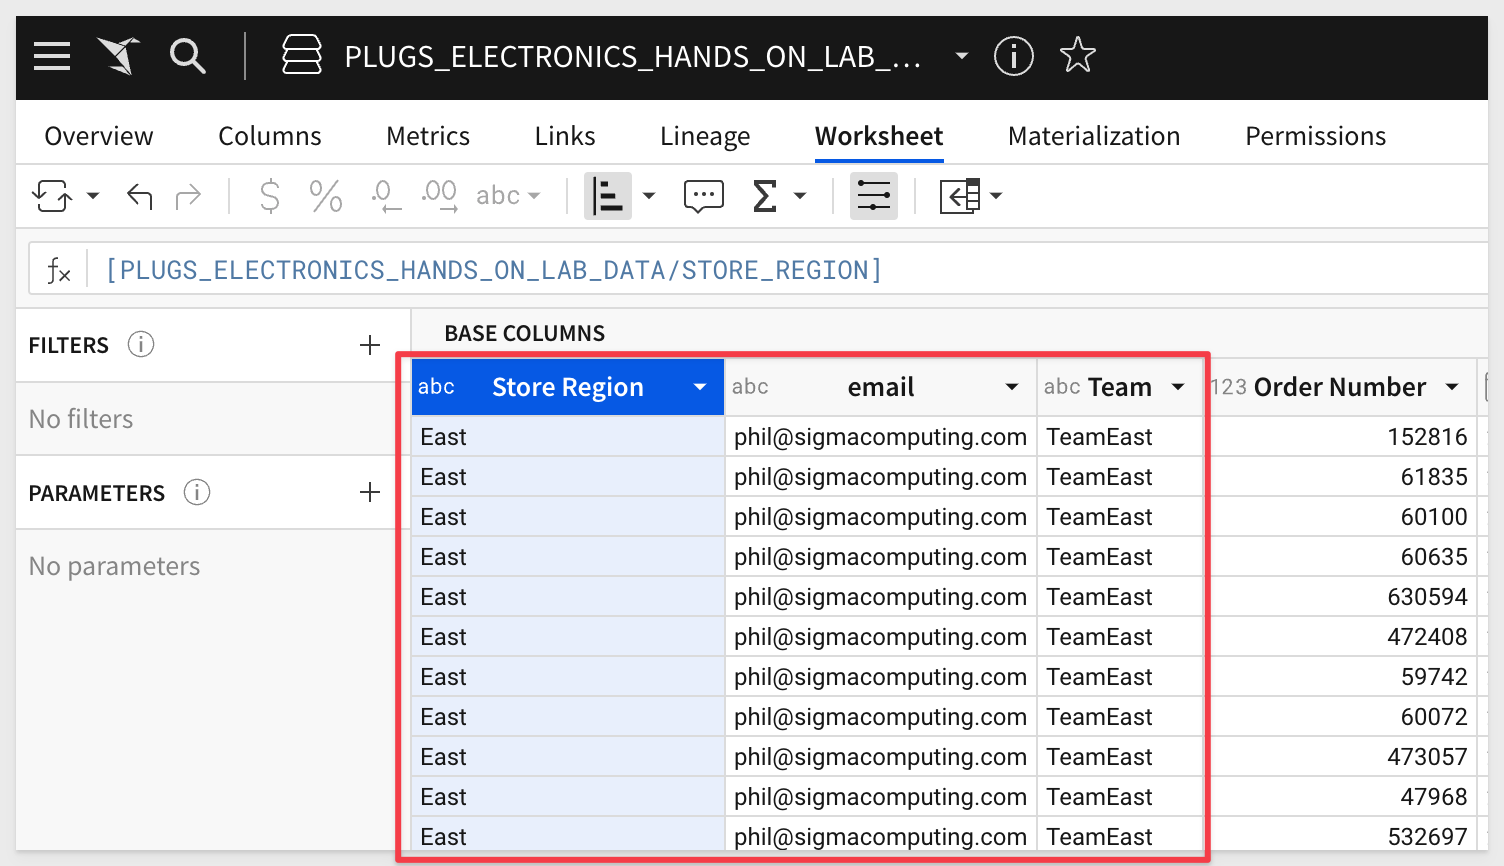 PLUGS_ELECTRONICS_HANDS_ON_LAB_...
Overview Columns Metrics Links Lineage Worksheet Materialization Permissions
$ % .0 .00 abc Σ
fx [PLUGS_ELECTRONICS_HANDS_ON_LAB_DATA/STORE_REGION]
FILTERS
No filters
PARAMETERS
No parameters
BASE COLUMNS
abc Store Region abc email abc Team 123 Order Number
East phil@sigmacomputing.com TeamEast 152816
East phil@sigmacomputing.com TeamEast 61835
East phil@sigmacomputing.com TeamEast 60100
East phil@sigmacomputing.com TeamEast 60635
East phil@sigmacomputing.com TeamEast 630594
East phil@sigmacomputing.com TeamEast 472408
East phil@sigmacomputing.com TeamEast 59742
East phil@sigmacomputing.com TeamEast 60072
East phil@sigmacomputing.com TeamEast 473057
East phil@sigmacomputing.com TeamEast 47968
East phil@sigmacomputing.com TeamEast 532697